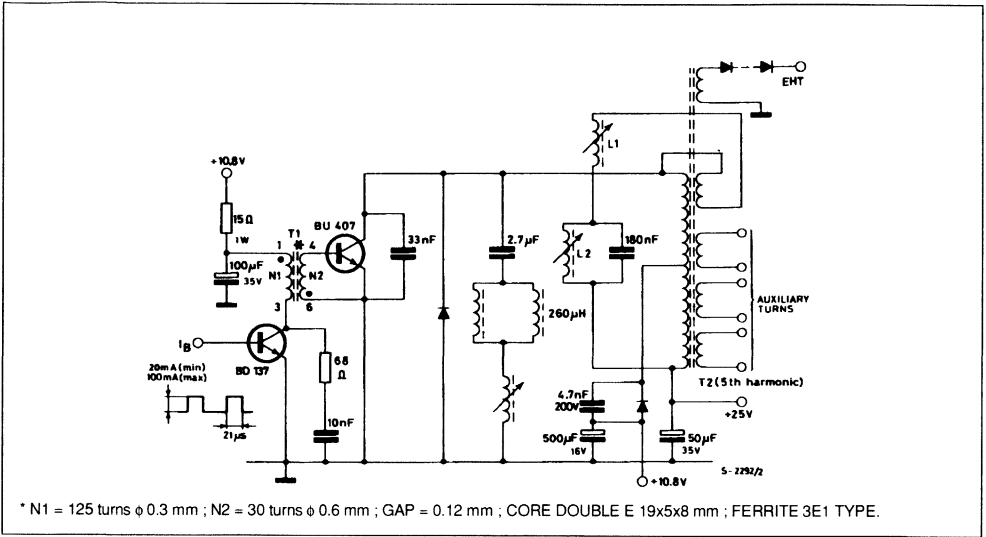 EHT
L1
+10.8V
15Ω
1W
T1
*
BU 407
1
4
N1
N2
3
6
100μF
35V
33nF
2.7μF
L2
180nF
260μH
AUXILIARY
TURNS
IB
20mA(min)
100mA(max)
21μs
BD 137
68
Ω
10nF
T2(5th harmonic)
+25V
4.7nF
200V
500μF
16V
50μF
35V
+10.8V
S-2292/2
* N1 = 125 turns ϕ 0.3 mm ; N2 = 30 turns ϕ 0.6 mm ; GAP = 0.12 mm ; CORE DOUBLE E 19x5x8 mm ; FERRITE 3E1 TYPE.